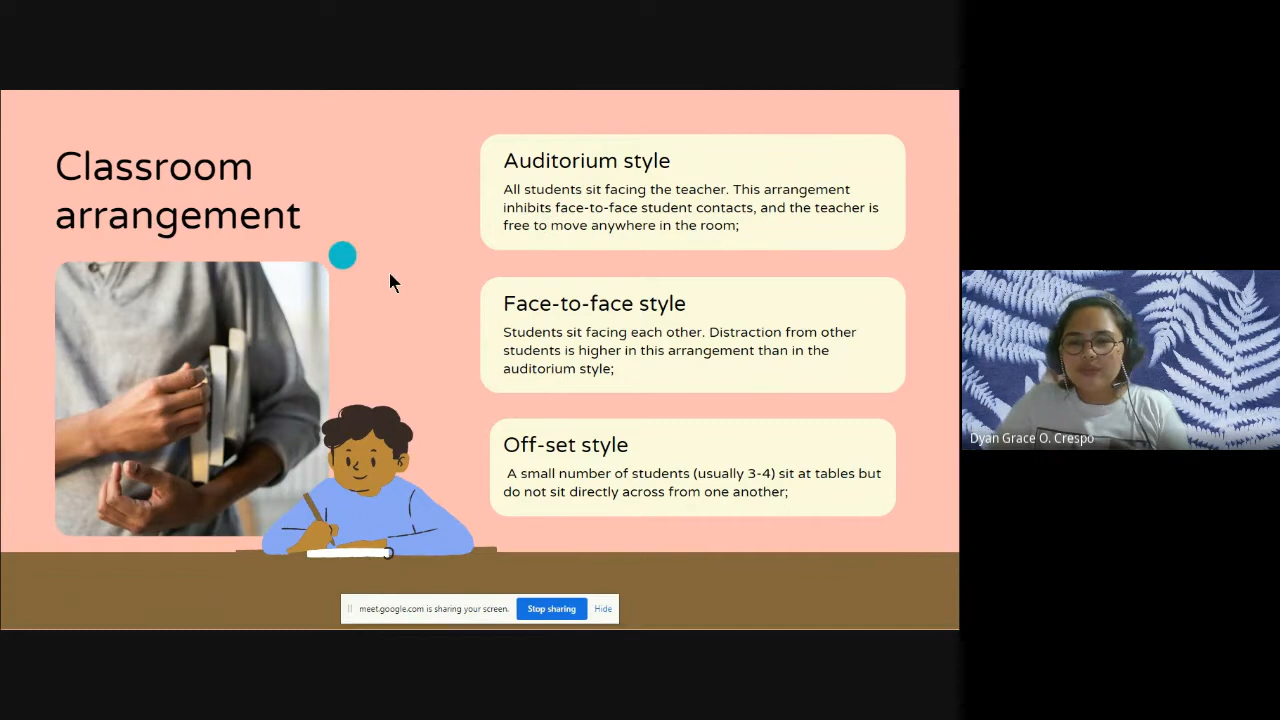 Classroom
arrangement
Auditorium style
All students sit facing the teacher. This arrangement
inhibits face-to-face student contacts, and the teacher is
free to move anywhere in the room;
Face-to-face style
Students sit facing each other. Distraction from other
students is higher in this arrangement than in the
auditorium style;
Off-set style
A small number of students (usually 3-4) sit at tables but
do not sit directly across from one another;
meet.google.com is sharing your screen.
Stop sharing
Hide
Dyan Grace O. Crespo